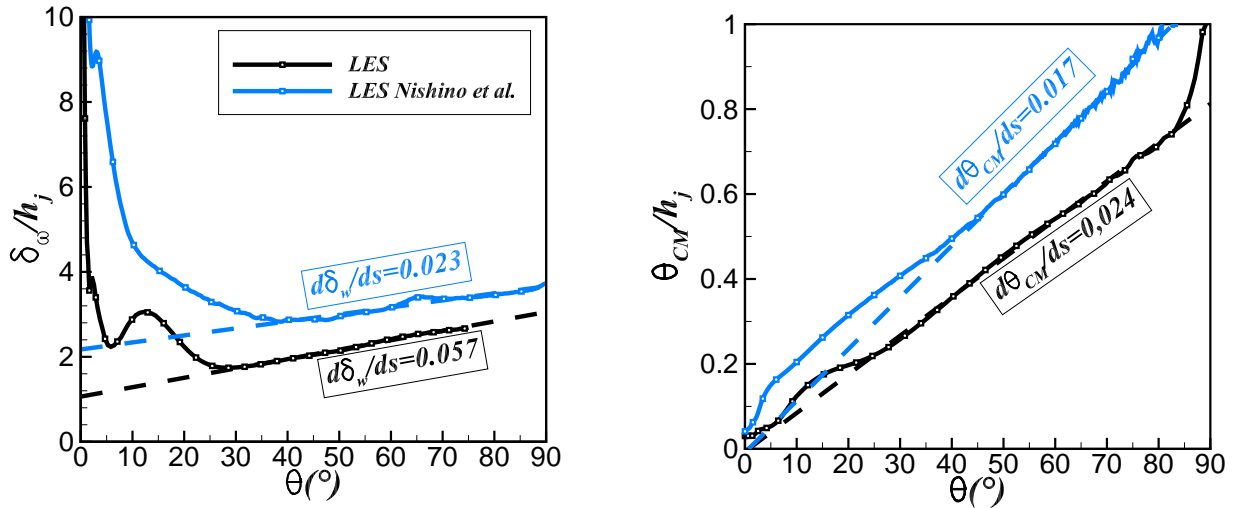 10
8
6
4
2
0
δω/hj
LES
LES Nishino et al.
dδw/ds=0.023
dδw/ds=0.057
0 10 20 30 40 50 60 70 80 90
θ(°)
1
0.8
0.6
0.4
0.2
0
θCM/hj
dθCM/ds=0.017
dθCM/ds=0,024
0 10 20 30 40 50 60 70 80 90
θ(°)